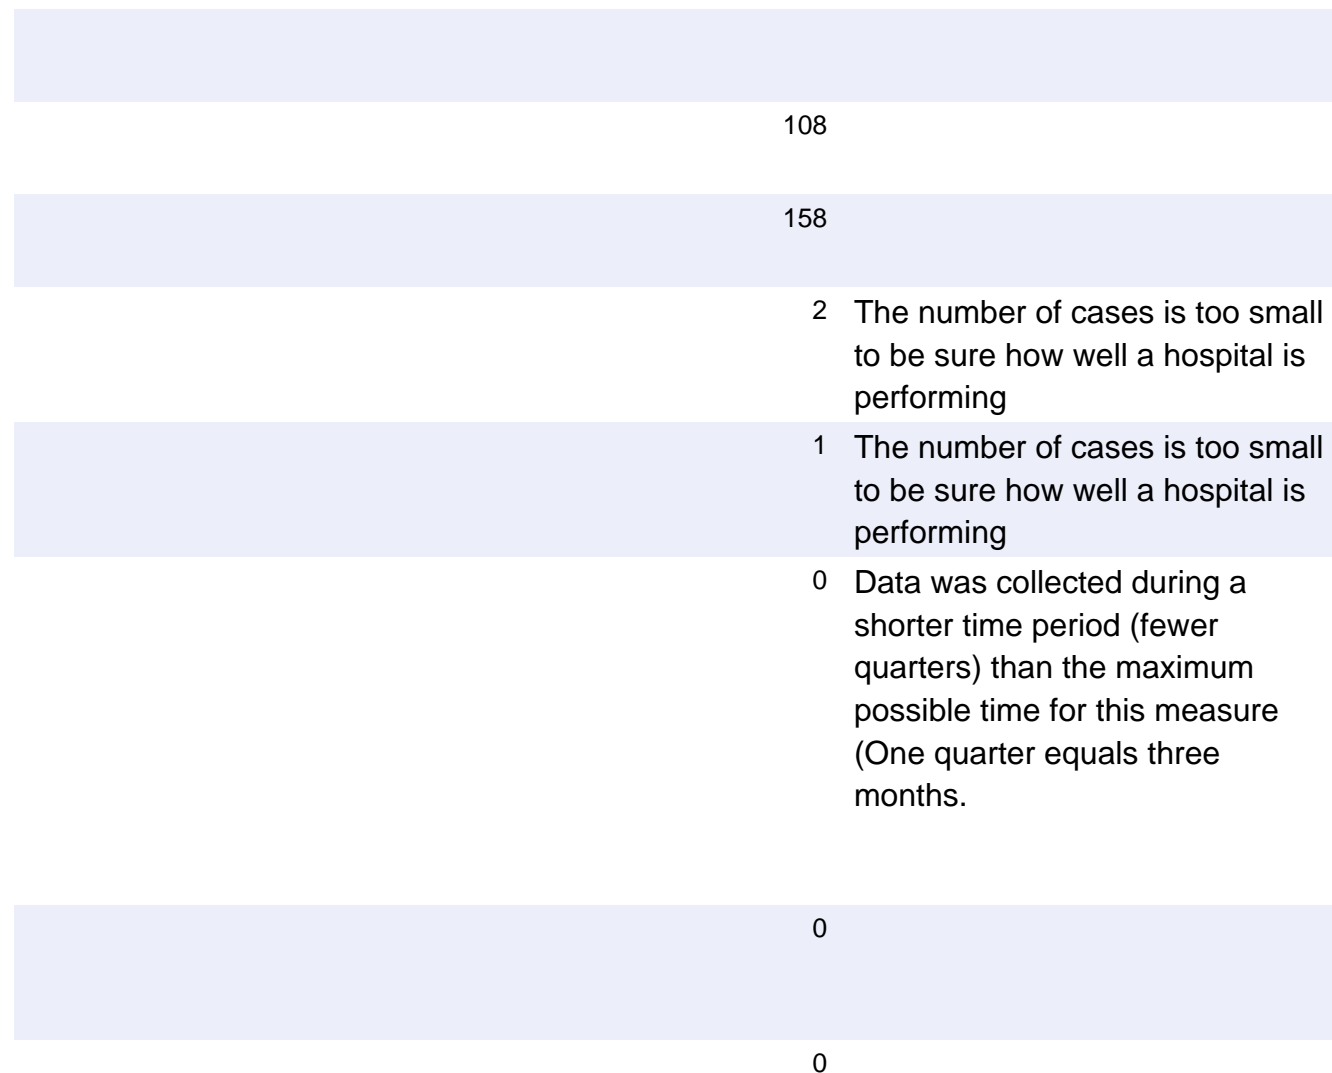 108
158
2 The number of cases is too small
to be sure how well a hospital is
performing
1 The number of cases is too small
to be sure how well a hospital is
performing
0 Data was collected during a
shorter time period (fewer
quarters) than the maximum
possible time for this measure
(One quarter equals three
months.
0
0